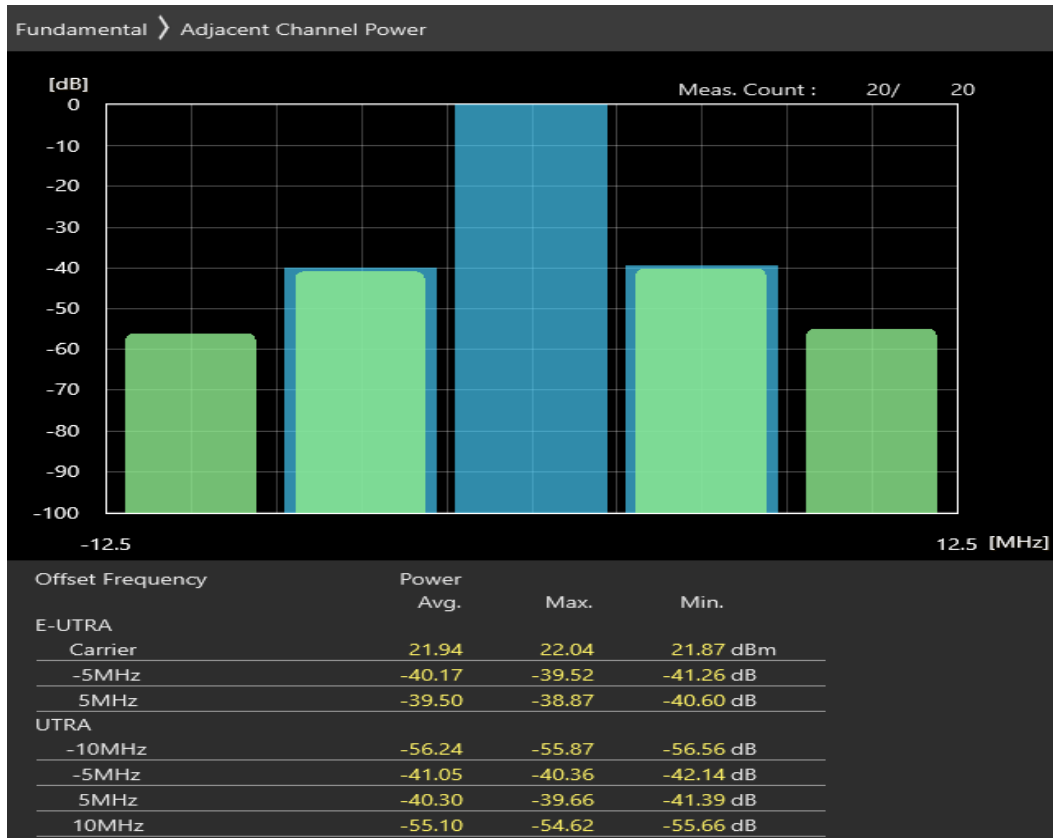 Fundamental 〉 Adjacent Channel Power
[dB]
Meas. Count : 20/ 20
0
-10
-20
-30
-40
-50
-60
-70
-80
-90
-100
-12.5 12.5 [MHz]
Offset Frequency Power
Avg. Max. Min.
E-UTRA
Carrier 21.94 22.04 21.87 dBm
-5MHz -40.17 -39.52 -41.26 dB
5MHz -39.50 -38.87 -40.60 dB
UTRA
-10MHz -56.24 -55.87 -56.56 dB
-5MHz -41.05 -40.36 -42.14 dB
5MHz -40.30 -39.66 -41.39 dB
10MHz -55.10 -54.62 -55.66 dB